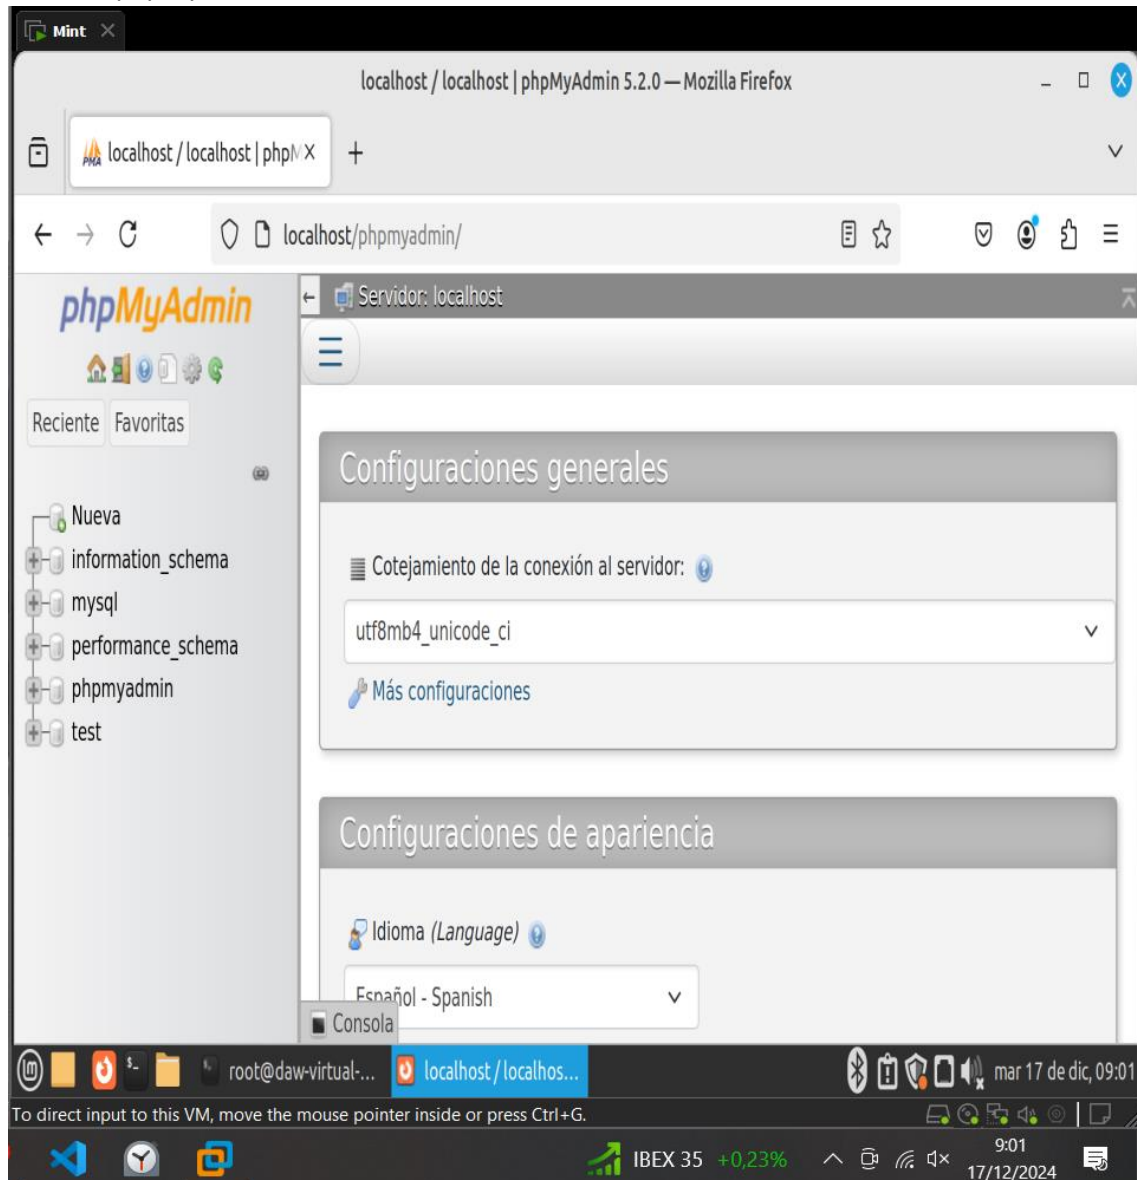 Mint
localhost / localhost | phpMyAdmin 5.2.0 — Mozilla Firefox
PMA localhost / localhost | phpM
localhost/phpmyadmin/
phpMyAdmin
Servidor: localhost
Reciente Favoritas
Nueva
information_schema
mysql
performance_schema
phpmyadmin
test
Configuraciones generales
Cotejamiento de la conexión al servidor:
utf8mb4_unicode_ci
Más configuraciones
Configuraciones de apariencia
Idioma (Language)
Español - Spanish
Consola
root@daw-virtual-... localhost / localhos... mar 17 de dic, 09:01
To direct input to this VM, move the mouse pointer inside or press Ctrl+G.
IBEX 35 +0,23% 9:01
17/12/2024